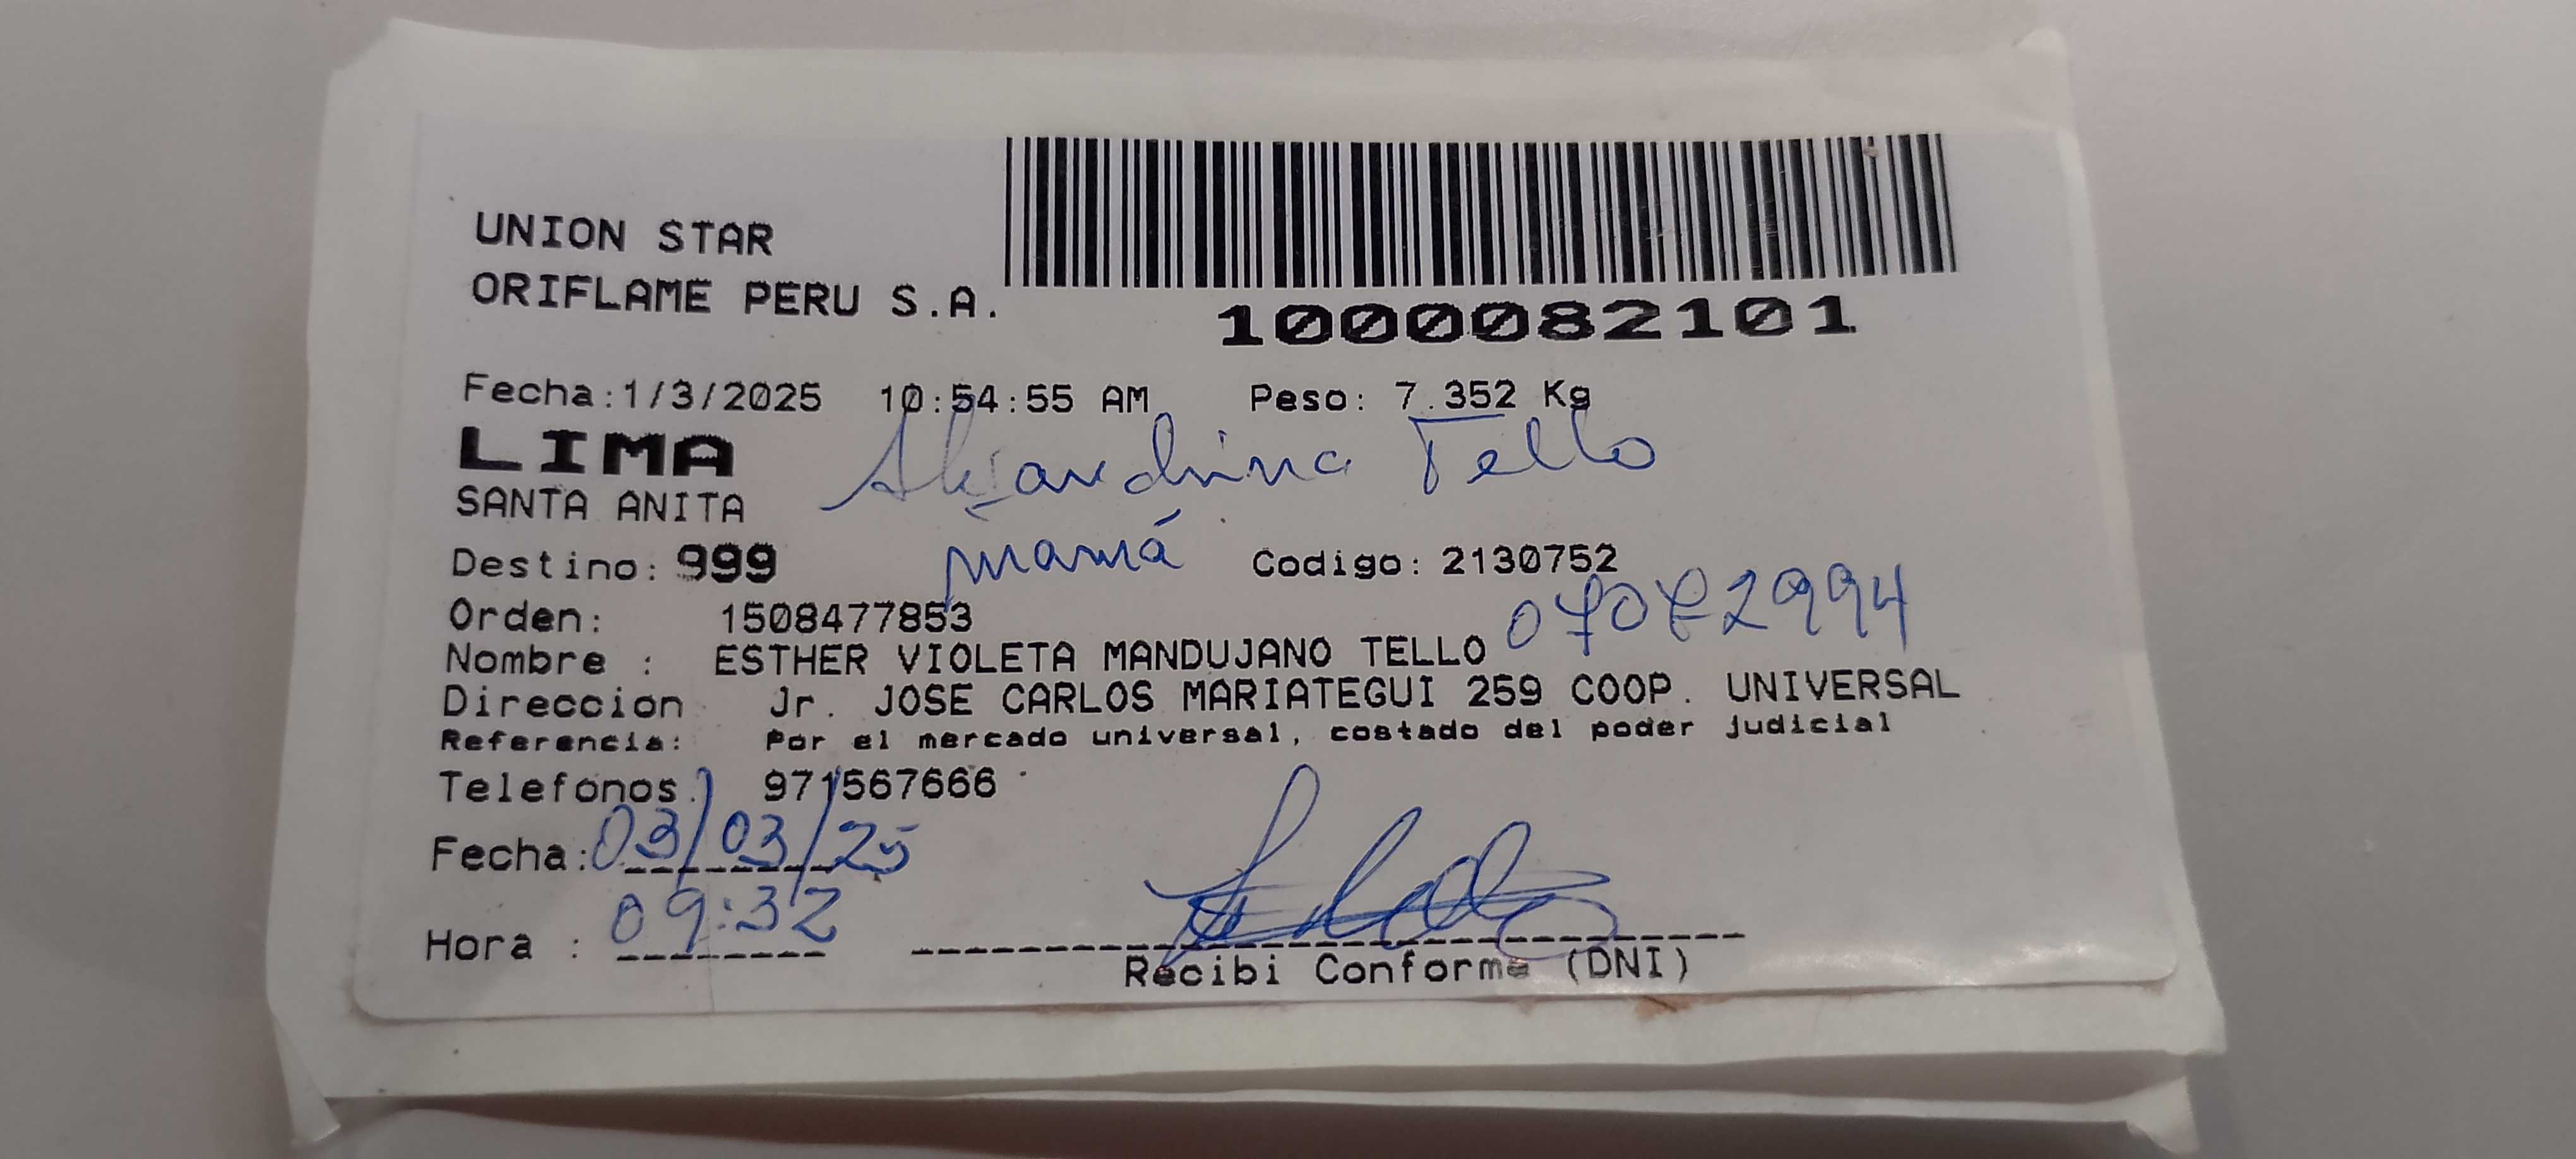 UNION STAR
ORIFLAME PERU S.A.
1000082101
Fecha:1/3/2025 10:54:55 AM Peso: 7.352 Kg
LIMA
Alejandrina Tello
SANTA ANITA
mamá
Destino: 999 Codigo: 2130752
Orden: 1508477853
Nombre : ESTHER VIOLETA MANDUJANO TELLO
Direccion Jr. JOSE CARLOS MARIATEGUI 259 COOP. UNIVERSAL
Referencia: Por el mercado universal, costado del poder judicial
Telefonos. 971567666
Fecha: 03/03/25
Hora : 09:32
Recibi Conforme (DNI)